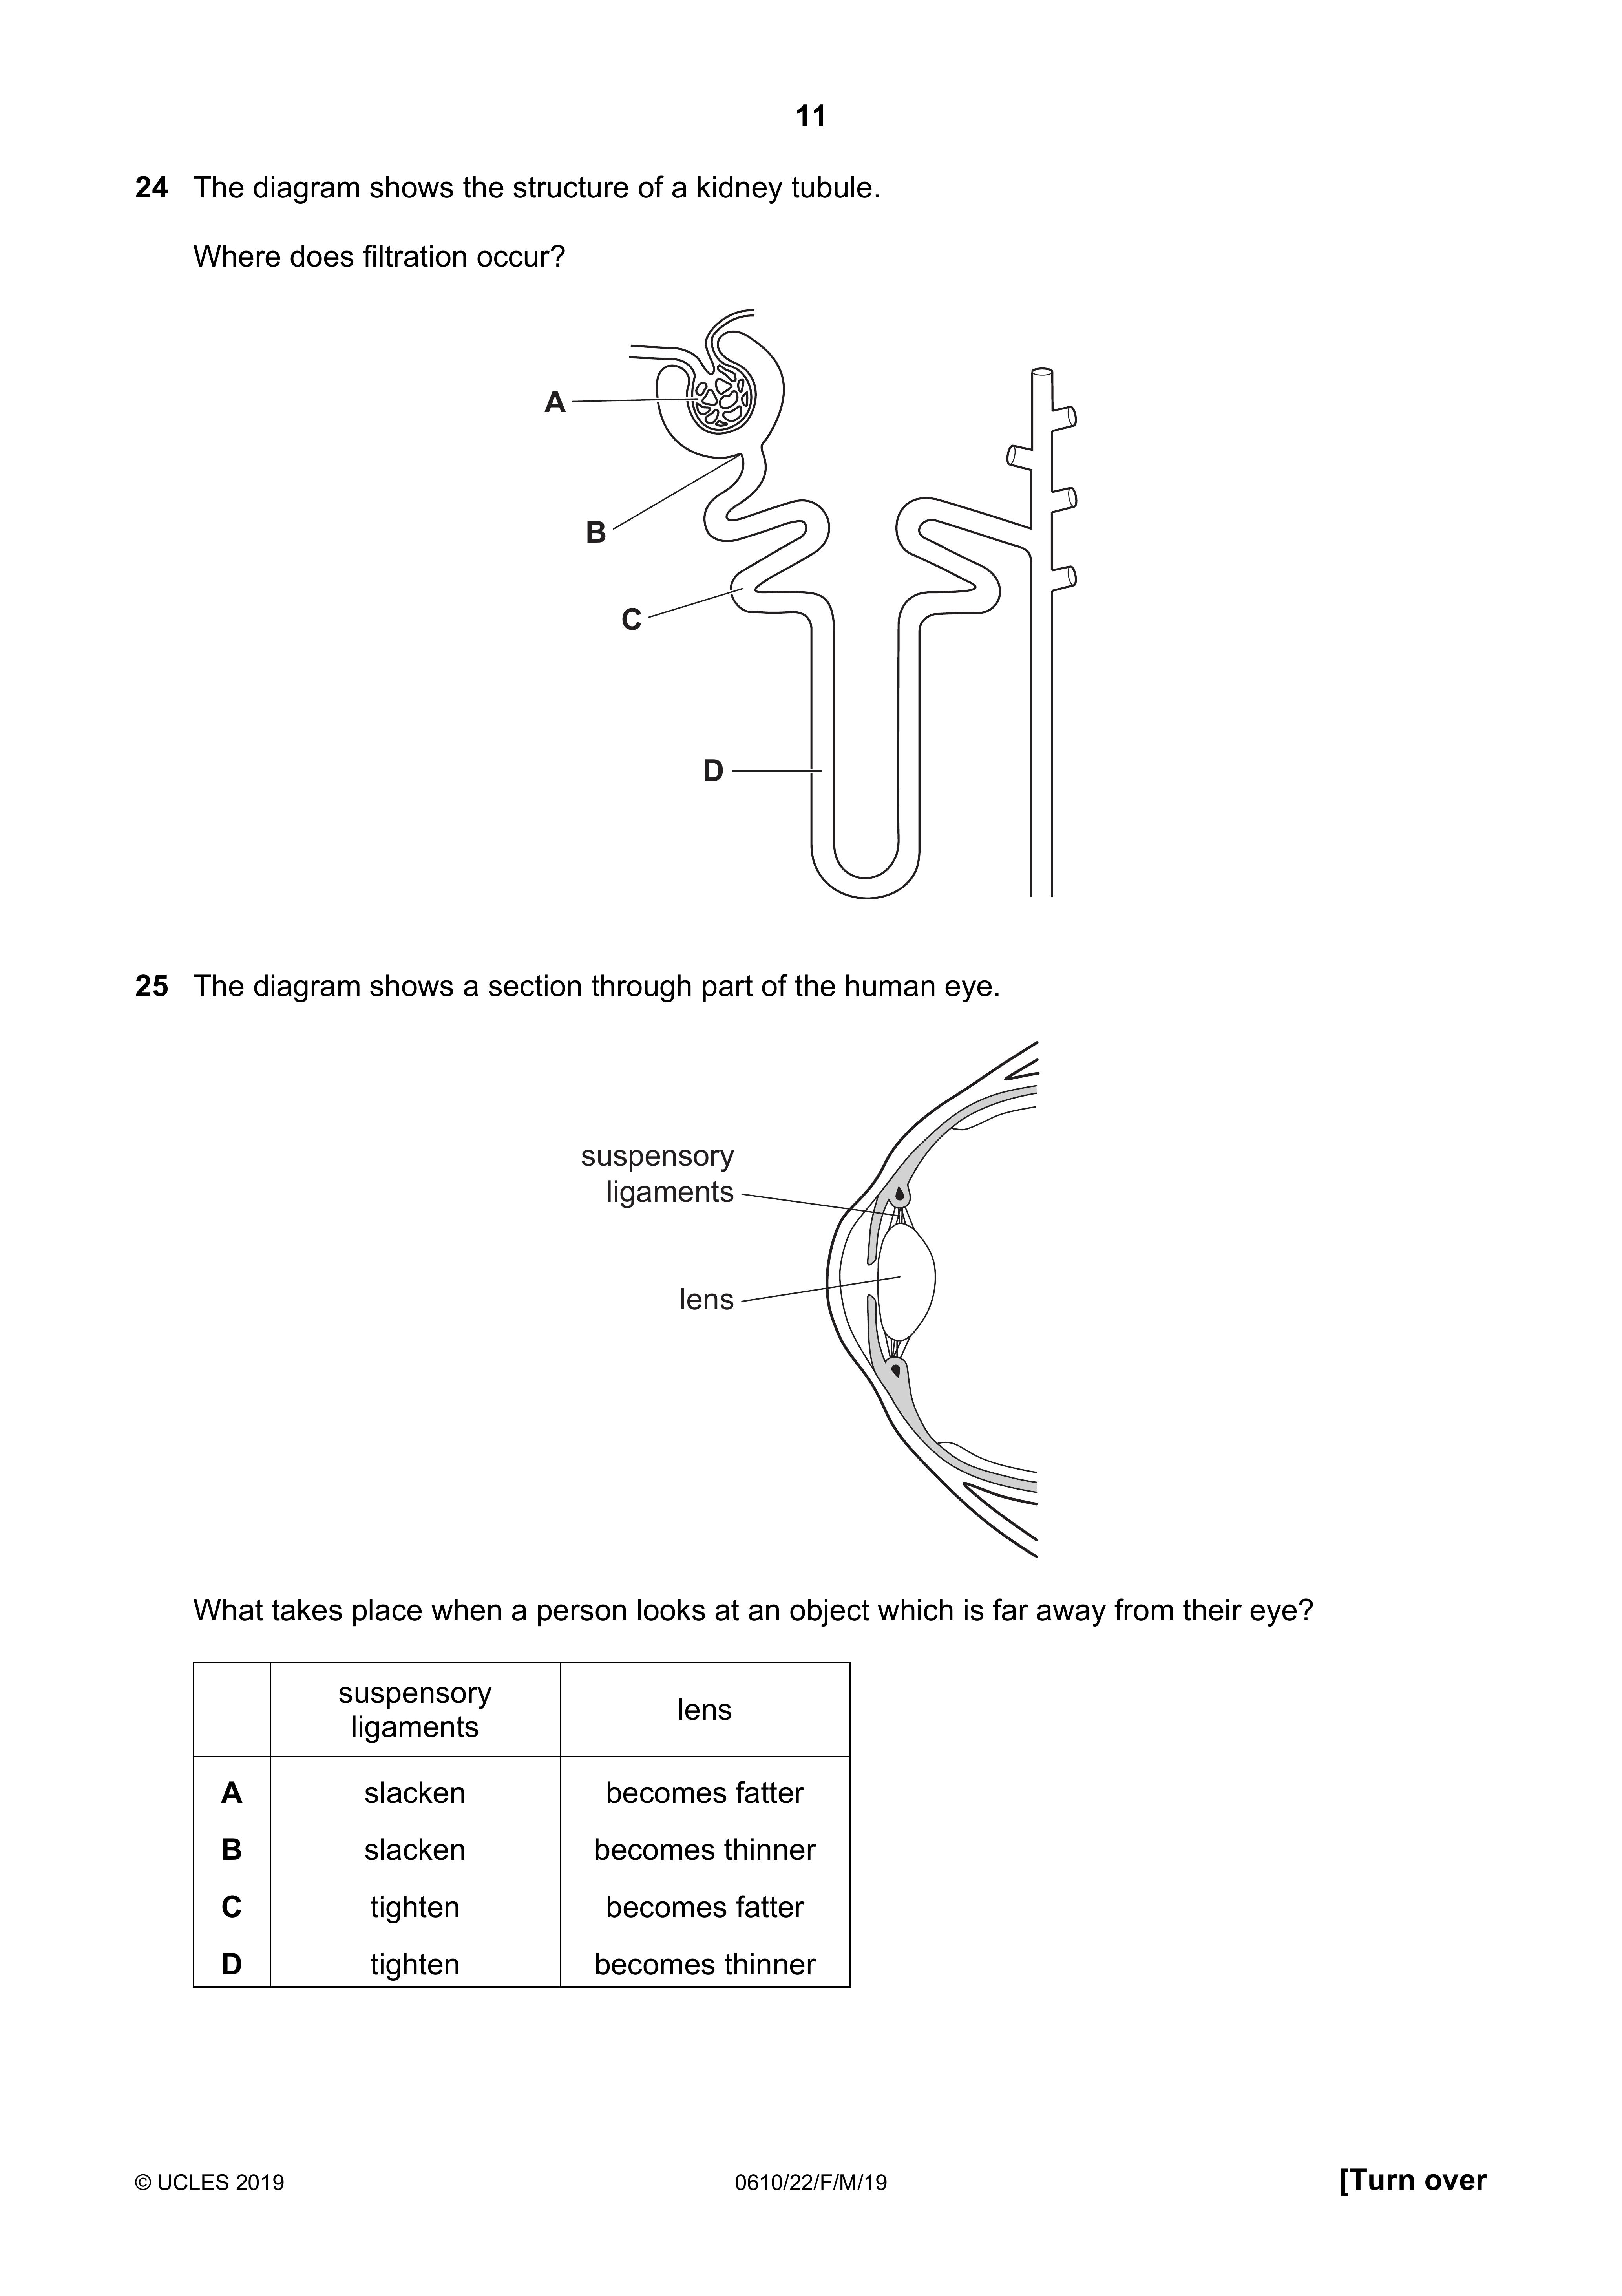 11
24 The diagram shows the structure of a kidney tubule.
Where does filtration occur?
A
B
C
D
25 The diagram shows a section through part of the human eye.
suspensory
ligaments
lens
What takes place when a person looks at an object which is far away from their eye?
suspensory
ligaments
lens
A slacken becomes fatter
B slacken becomes thinner
C tighten becomes fatter
D tighten becomes thinner
© UCLES 2019 0610/22/F/M/19 [Turn over